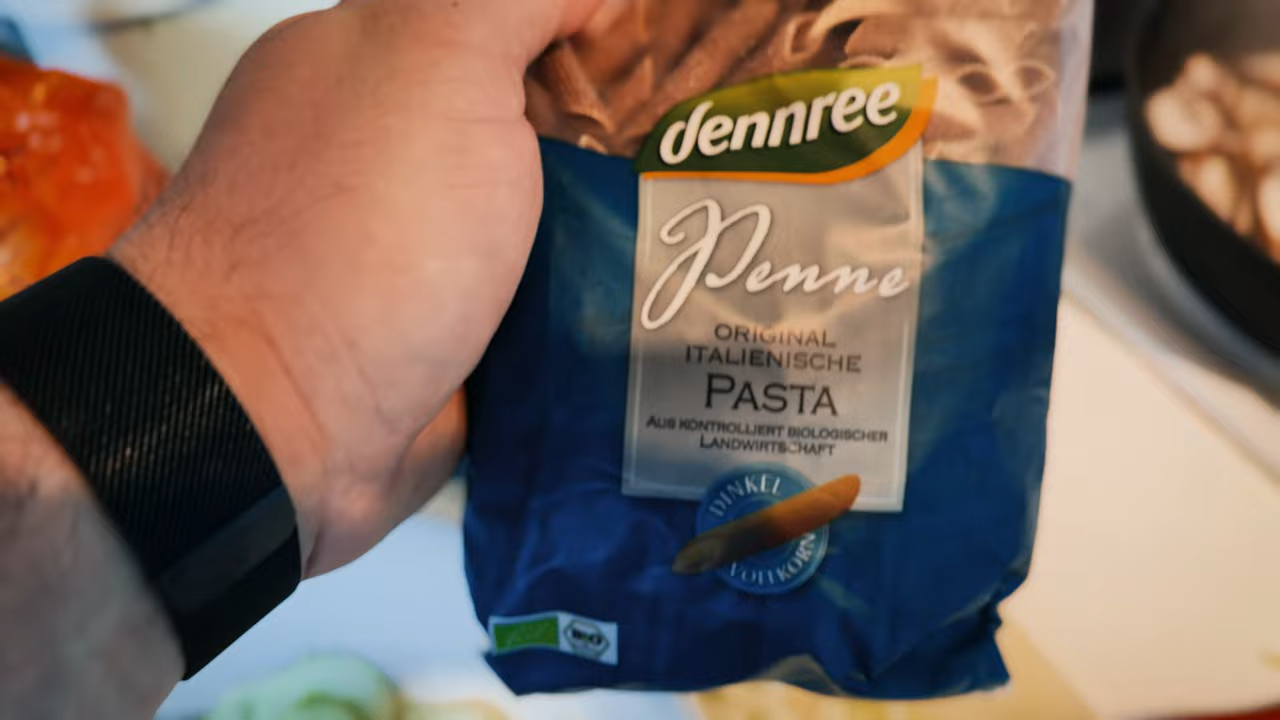 dennree
Penne
ORIGINAL
ITALIENISCHE
PASTA
AUS KONTROLLIERT BIOLOGISCHER
LANDWIRTSCHAFT
DINKEL
VOLLKORN
BIO